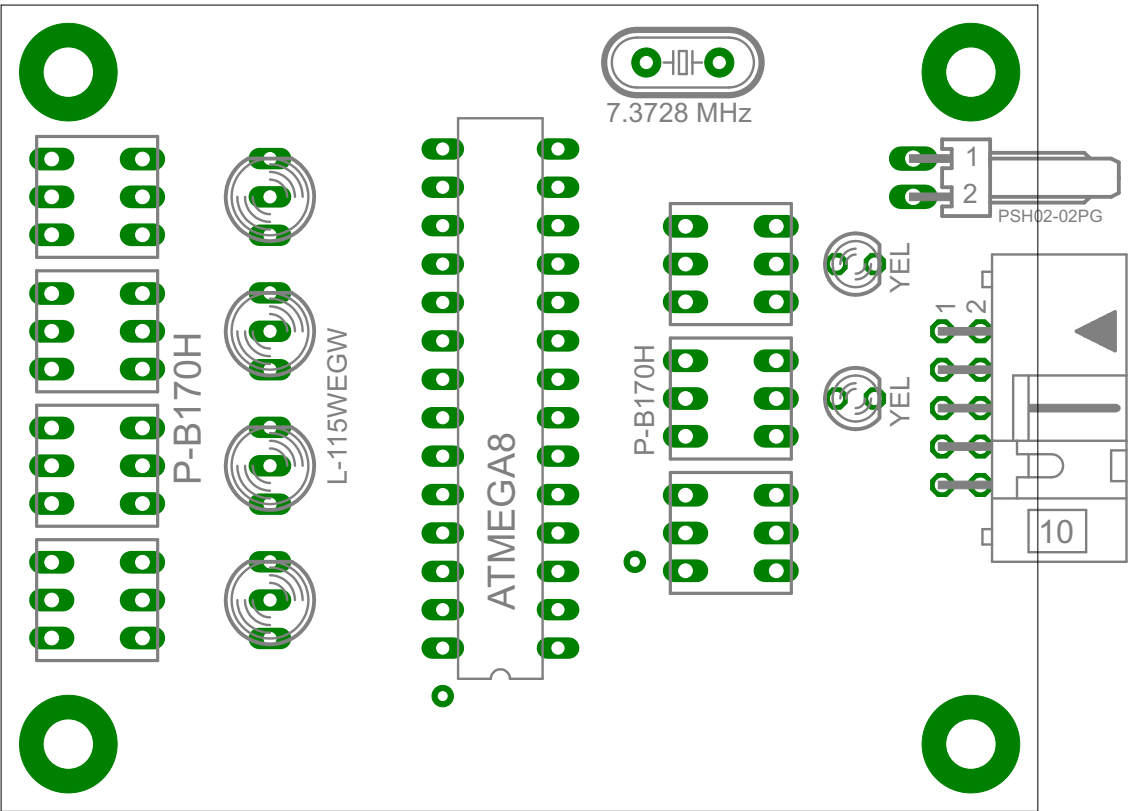 7.3728 MHz
1
2
PSH02-02PG
YEL
1
2
P-B170H
L-115WEGW
P-B170H
YEL
ATMEGA8
10